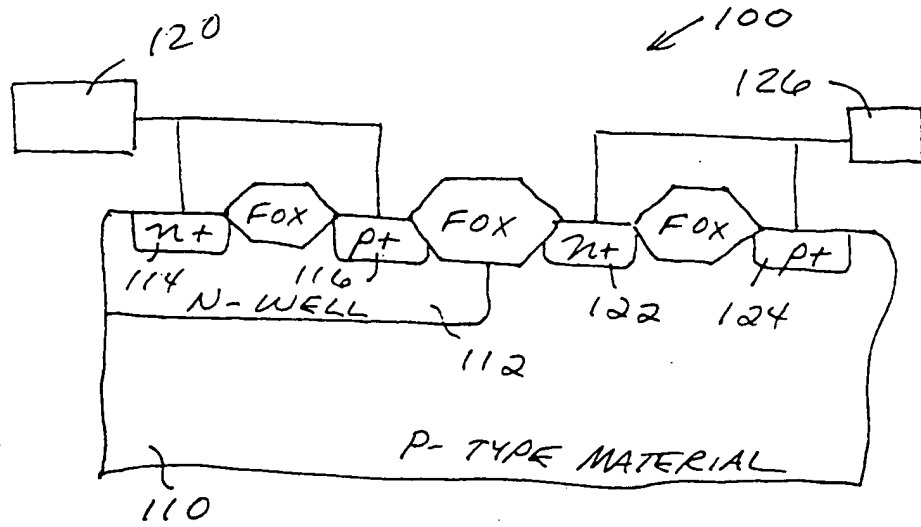 100
120
126
FOX
FOX
FOX
n+
p+
n+
p+
114
116
122
124
N-WELL
112
P-TYPE MATERIAL
110